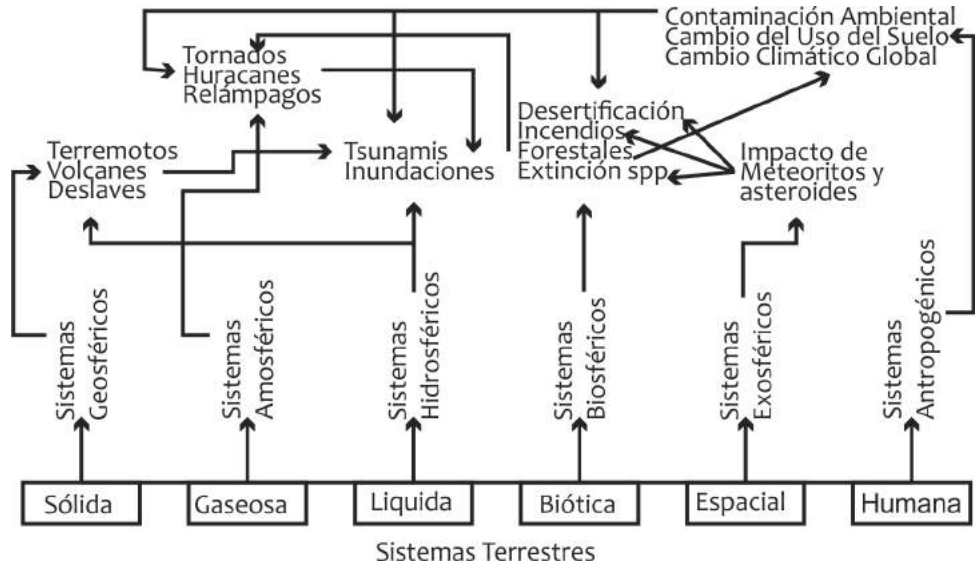 Contaminación Ambiental
Cambio del Uso del Suelo
Cambio Climático Global
Tornados
Huracanes
Relámpagos
Desertificación
Incendios
Forestales
Extinción spp
Terremotos
Volcanes
Deslaves
Tsunamis
Inundaciones
Impacto de
Meteoritos y
asteroides
Sistemas
Geosféricos
Sistemas
Amosféricos
Sistemas
Hidrosféricos
Sistemas
Biosféricos
Sistemas
Exosféricos
Sistemas
Antropogénicos
Sólida
Gaseosa
Liquida
Biótica
Espacial
Humana
Sistemas Terrestres